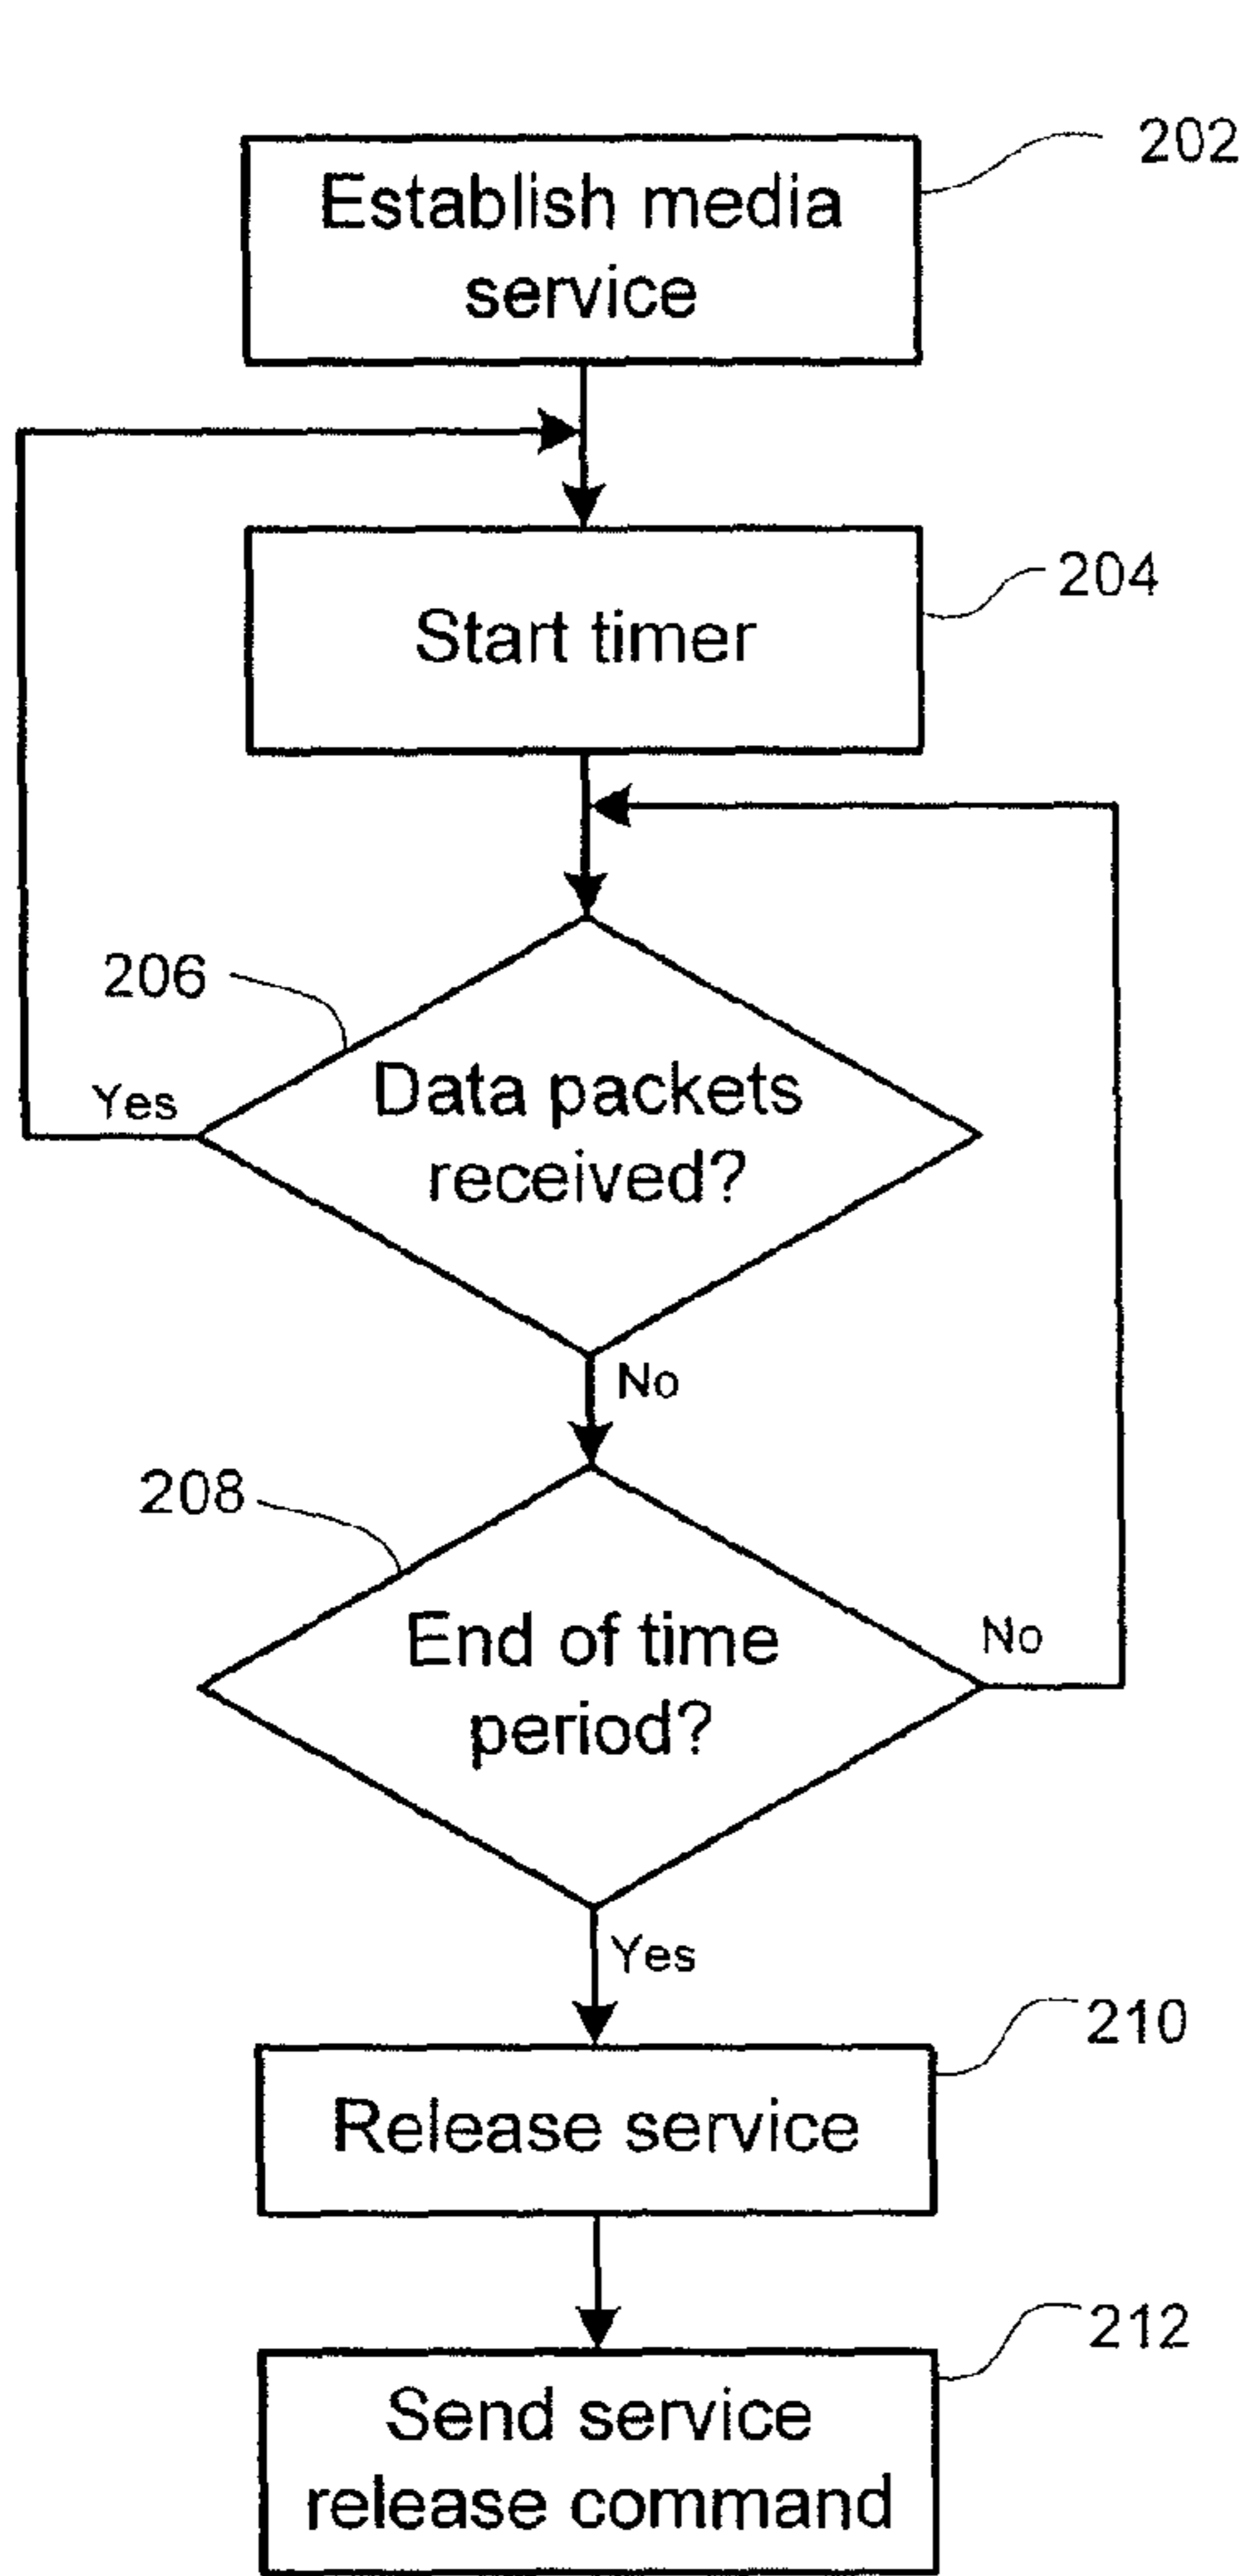 202
Establish media
service
204
Start timer
206
Yes
Data packets
received?
No
208
End of time
period?
No
Yes
210
Release service
212
Send service
release command